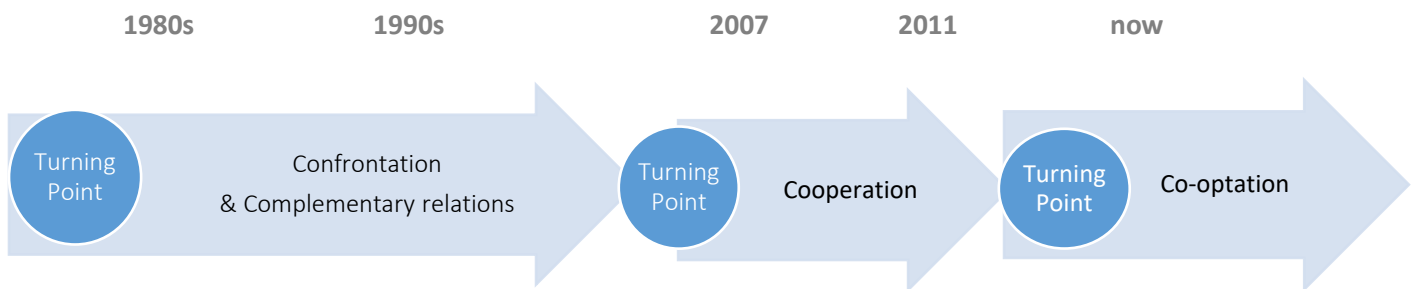 1980s 1990s 2007 2011 now
Turning
Point
Confrontation
& Complementary relations
Turning
Point
Cooperation
Turning
Point
Co-optation